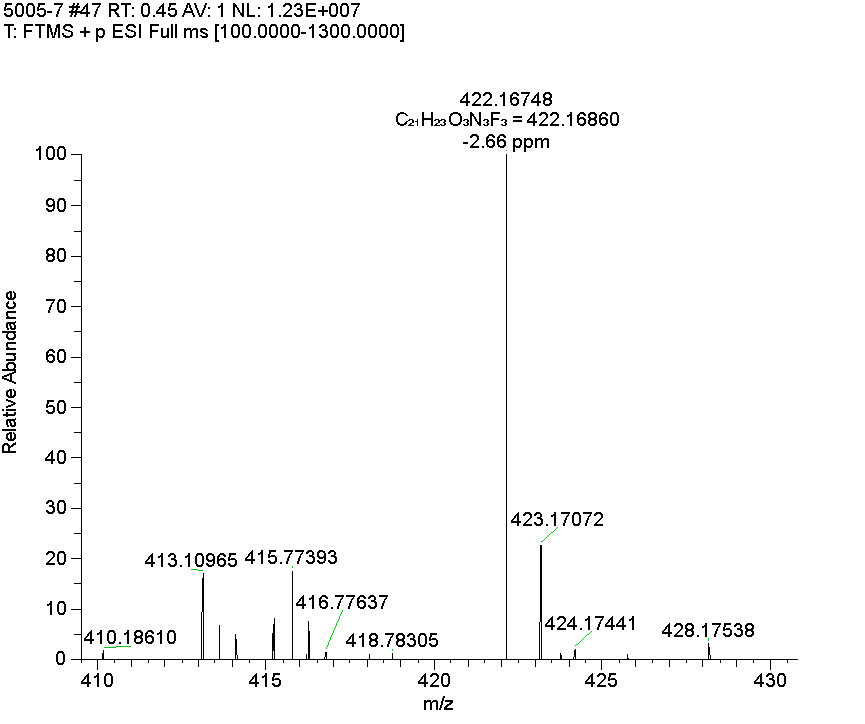 5005-7 #47 RT: 0.45 AV: 1 NL: 1.23E+007
T: FTMS + p ESI Full ms [100.0000-1300.0000]
422.16748
C₂₁H₂₃O₃N₃F₃ = 422.16860
-2.66 ppm
100
90
80
70
60
50
40
30
20
10
0
Relative Abundance
423.17072
413.10965 415.77393
416.77637
424.17441
428.17538
410.18610
418.78305
410 415 420 425 430
m/z